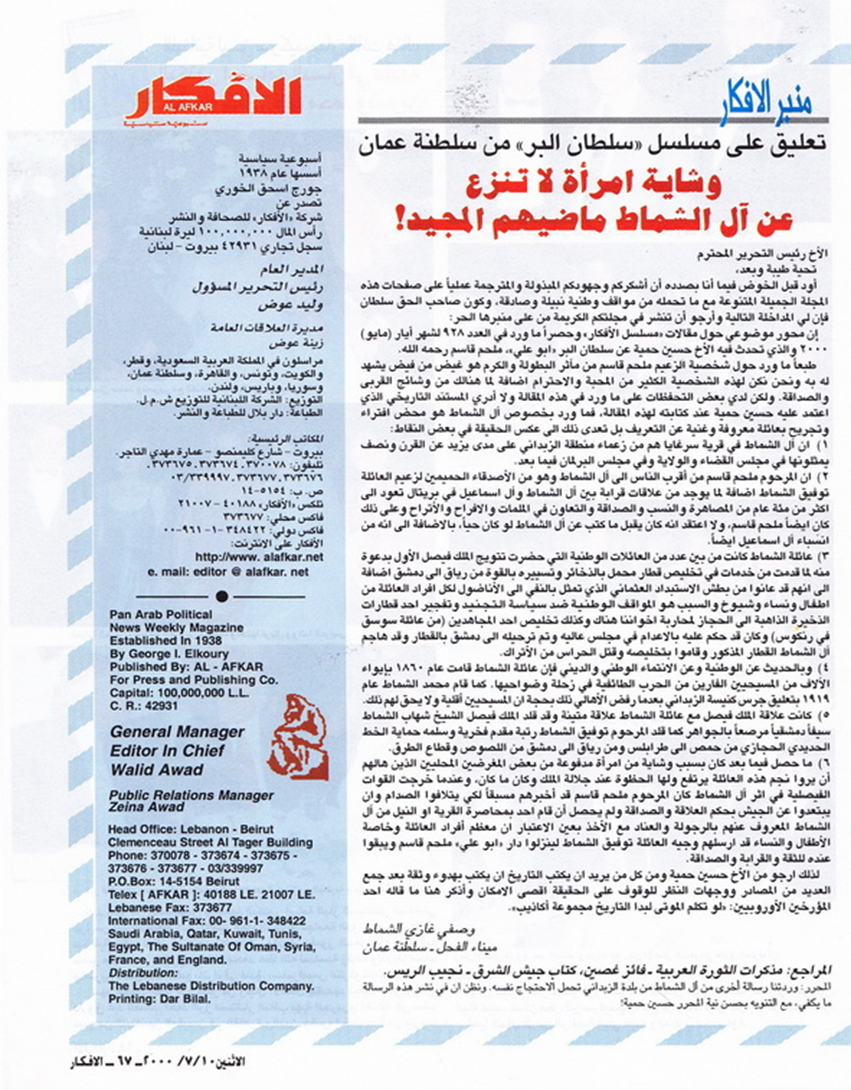 منبر الافكار
تعليق على مسلسل «سلطان البر» من سلطنة عمان
وشاية امرأة لا تنزع
عن آل الشماط ماضيهم المجيد!
الأخ رئيس التحرير المحترم
تحية طيبة وبعد،
أود قبل الخوض فيما أنا بصدده أن أشكركم وجهودكم المبذولة والمترجمة عملياً على صفحات هذه
المجلة الجميلة المتنوعة مع ما تحمله من مواقف وطنية نبيلة وصادقة، وكون صاحب الحق سلطان
فإن لي المداخلة التالية وأرجو أن تنشر في مجلتكم الكريمة من على منبرها الحر:
إن محور موضوعي حول مقالات «مسلسل الأفكار» وحصراً ما ورد في العدد ٩٢٨ لشهر أيار (مايو)
٢٠٠٠ والذي تحدث فيه الأخ حسين حمية عن سلطان البر «ابو علي»، ملحم قاسم رحمه الله.
طبعاً ما ورد حول شخصية الزعيم ملحم قاسم من مآثر البطولة والكرم هو غيض من فيض يشهد
له به ونحن نكن لهذه الشخصية الكثير من المحبة والاحترام اضافة لما هنالك من وشائج القربى
والصداقة. ولكن لدي بعض التحفظات على ما ورد في هذه المقالة ولا أدري المستند التاريخي الذي
اعتمد عليه حسين حمية عند كتابته لهذه المقالة، فما ورد بخصوص آل الشماط هو محض افتراء
وتجريح بعائلة معروفة وغنية عن التعريف بل تعدى ذلك الى عكس الحقيقة في بعض النقاط:
١) ان آل الشماط في قرية سرغايا هم من زعماء منطقة الزبداني على مدى يزيد عن القرن ونصف
يمثلونها في مجلس القضاء والولاية وفي مجلس البرلمان فيما بعد.
٢) ان المرحوم ملحم قاسم من أقرب الناس الى آل الشماط وهو من الأصدقاء الحميمين لزعيم العائلة
توفيق الشماط اضافة لما يوجد من علاقات قرابة بين آل الشماط و آل اسماعيل في بريتال تعود الى
اكثر من مئة عام من المصاهرة والنسب والصداقة والتعاون في الملمات والافراح والأتراح وعلى ذلك
كان ايضاً ملحم قاسم، ولا اعتقد انه كان يقبل ما كتب عن آل الشماط لو كان حياً، بالاضافة الى انه من
انسباء آل اسماعيل ايضاً.
٣) عائلة الشماط كانت من بين عدد من العائلات الوطنية التي حضرت تتويج الملك فيصل الأول بدعوة
منه لما قدمت من خدمات في تخليص قطار محمل بالذخائر وتسييره بالقوة من رياق الى دمشق اضافة
الى انهم قد عانوا من بطش الاستبداد العثماني الذي تمثل بالنفي الى الأناضول لكل افراد العائلة من
اطفال ونساء وشيوخ والسبب هو المواقف الوطنية ضد سياسة التجنيد وتفجير احد قطارات
الذخيرة الذاهبة الى الحجاز لمحاربة اخواننا هناك وكذلك تخليص احد المجاهدين (من عائلة سوسق
في رنكوس) وكان قد حكم عليه بالاعدام في مجلس عاليه وتم ترحيله الى دمشق بالقطار وقد هاجم
آل الشماط القطار المذكور وقاموا بتخليصه وقتل الحراس من الأتراك.
٤) وبالحديث عن الوطنية وعن الانتماء الوطني والديني فإن عائلة الشماط قامت عام ١٨٦٠ بإيواء
الآلاف من المسيحيين الفارين من الحرب الطائفية في زحلة وضواحيها. كما قام محمد الشماط عام
١٩١٩ بتعليق جرس كنيسة الزبداني بعدما رفض الأهالي ذلك بحجة ان المسيحيين أقلية ولا يحق لهم ذلك.
٥) كانت علاقة الملك فيصل مع عائلة الشماط علاقة متينة وقد قلد الملك فيصل الشيخ شهاب الشماط
سيفاً دمشقياً مرصعاً بالجواهر كما قلد المرحوم توفيق الشماط رتبة مقدم فخرية وسلمه حماية الخط
الحديدي الحجازي من حمص الى طرابلس ومن رياق الى دمشق من اللصوص وقطاع الطرق.
٦) ما حصل فيما بعد كان بسبب وشاية من امرأة مدفوعة من بعض المغرضين المحليين الذين هالهم
أن يروا نجم هذه العائلة يرتفع ولها الحظوة عند جلالة الملك وكان ما كان، وعندما خرجت القوات
الفيصلية في اثر آل الشماط كان المرحوم ملحم قاسم قد أخبرهم مسبقاً لكي يتلافوا الصدام وان
يبتعدوا عن الجيش بحكم العلاقة والصداقة ولم يحصل أن قام احد بمحاصرة القرية او النيل من آل
الشماط المعروف عنهم بالرجولة والعناد مع الأخذ بعين الاعتبار ان معظم أفراد العائلة وخاصة
الأطفال والنساء قد ارسلهم وجيه العائلة توفيق الشماط لينزلوا دار «ابو علي» ملحم قاسم ويبقوا
عنده للثقة والقرابة والصداقة.
لذلك ارجو من الأخ حسين حمية ومن كل من يريد ان يكتب التاريخ ان يكتب بهدوء وثقة بعد جمع
العديد من المصادر ووجهات النظر للوقوف على الحقيقة اقصى الامكان وأذكر هنا ما قاله احد
المؤرخين الأوروبيين: «لو تكلم الموتى لبدا التاريخ مجموعة أكاذيب».
وصفي غازي الشماط
ميناء الفحل ـ سلطنة عمان
المراجع: مذكرات الثورة العربية ـ فائز غصين، كتاب جيش الشرق ـ نجيب الريس.
المحرر: وردتنا رسالة أخرى من آل الشماط من بلدة الزبداني تحمل الاحتجاج نفسه. ونظن ان في نشر هذه الرسالة
ما يكفي، مع التنويه بحسن نية المحرر حسين حمية!
الافكار
AL AFKAR
أسبوعية سياسية
أسسها عام ١٩٣٨
جورج اسحق الخوري
تصدر عن
شركة «الأفكار» للصحافة والنشر
رأس المال ١٠٠,٠٠٠,٠٠٠ ليرة لبنانية
سجل تجاري ٤٢٩٣١ بيروت – لبنان
المدير العام
رئيس التحرير المسؤول
وليد عوض
مديرة العلاقات العامة
زينة عوض
مراسلون في المملكة العربية السعودية، وقطر،
والكويت، وتونس، والقاهرة، وسلطنة عمان،
وسوريا، وباريس، ولندن.
التوزيع: الشركة اللبنانية للتوزيع ش.م.ل.
الطباعة: دار بلال للطباعة والنشر.
المكاتب الرئيسية:
بيروت – شارع كليمنصو – عمارة مهدي التاجر.
تليفون: ٣٧٠٠٧٨ . ٣٧٣٦٧٤ . ٣٧٣٦٧٥ .
٣٧٣٦٧٦ . ٣٧٣٦٧٧ . ٠٣/٣٣٩٩٩٧
ص. ب: ٥١٥٤-١٤
تلكس «الأفكار» ٤٠١٨٨ – ٢١٠٠٧
فاكس محلي: ٣٧٣٦٧٧
فاكس دولي: ٣٤٨٤٢٢ -١-٩٦١-٠٠
الأفكار على الانترنت:
http://www. alafkar.net
e. mail: editor @ alafkar. net
Pan Arab Political
News Weekly Magazine
Established In 1938
By George I. Elkoury
Published By: AL - AFKAR
For Press and Publishing Co.
Capital: 100,000,000 L.L.
C. R.: 42931
General Manager
Editor In Chief
Walid Awad
Public Relations Manager
Zeina Awad
Head Office: Lebanon - Beirut
Clemenceau Street Al Tager Building
Phone: 370078 - 373674 - 373675 -
373676 - 373677 - 03/339997
P.O.Box: 14-5154 Beirut
Telex [ AFKAR ]: 40188 LE. 21007 LE.
Lebanese Fax: 373677
International Fax: 00- 961-1- 348422
Saudi Arabia, Qatar, Kuwait, Tunis,
Egypt, The Sultanate Of Oman, Syria,
France, and England.
Distribution:
The Lebanese Distribution Company.
Printing: Dar Bilal.
الاثنين ٧/١٠/ ٢٠٠٠ـ ٦٧ ـ الافكار